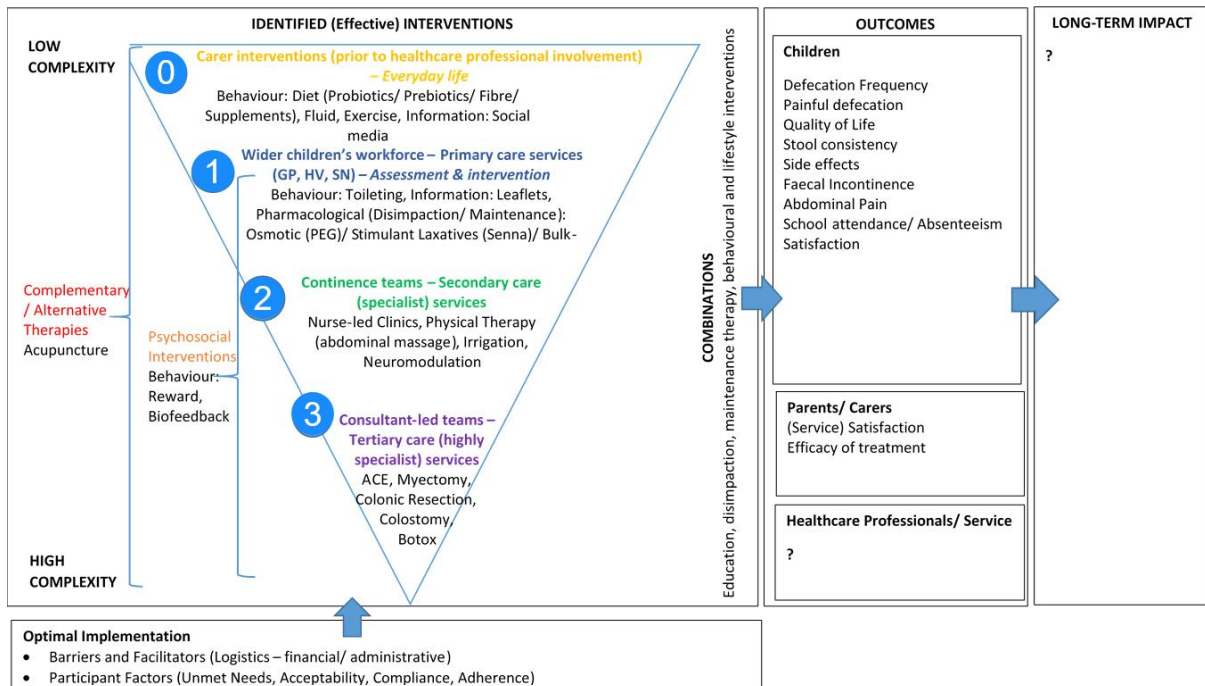 IDENTIFIED (Effective) INTERVENTIONS
LOW
COMPLEXITY
0
Carer interventions (prior to healthcare professional involvement)
– Everyday life
Behaviour: Diet (Probiotics/ Prebiotics/ Fibre/
Supplements), Fluid, Exercise, Information: Social
media
1
Wider children's workforce – Primary care services
(GP, HV, SN) – Assessment & intervention
Behaviour: Toileting, Information: Leaflets,
Pharmacological (Disimpaction/ Maintenance):
Osmotic (PEG)/ Stimulant Laxatives (Senna)/ Bulk-
2
Continence teams – Secondary care
(specialist) services
Nurse-led Clinics, Physical Therapy
(abdominal massage), Irrigation,
Neuromodulation
3
Consultant-led teams –
Tertiary care (highly
specialist) services
ACE, Myectomy,
Colonic Resection,
Colostomy,
Botox
Complementary
/ Alternative
Therapies
Acupuncture
Psychosocial
Interventions
Behaviour:
Reward,
Biofeedback
HIGH
COMPLEXITY
COMBINATIONS
Education, disimpaction, maintenance therapy, behavioural and lifestyle interventions
OUTCOMES
Children
Defecation Frequency
Painful defecation
Quality of Life
Stool consistency
Side effects
Faecal Incontinence
Abdominal Pain
School attendance/ Absenteeism
Satisfaction
Parents/ Carers
(Service) Satisfaction
Efficacy of treatment
Healthcare Professionals/ Service
?
LONG-TERM IMPACT
?
Optimal Implementation
• Barriers and Facilitators (Logistics – financial/ administrative)
• Participant Factors (Unmet Needs, Acceptability, Compliance, Adherence)